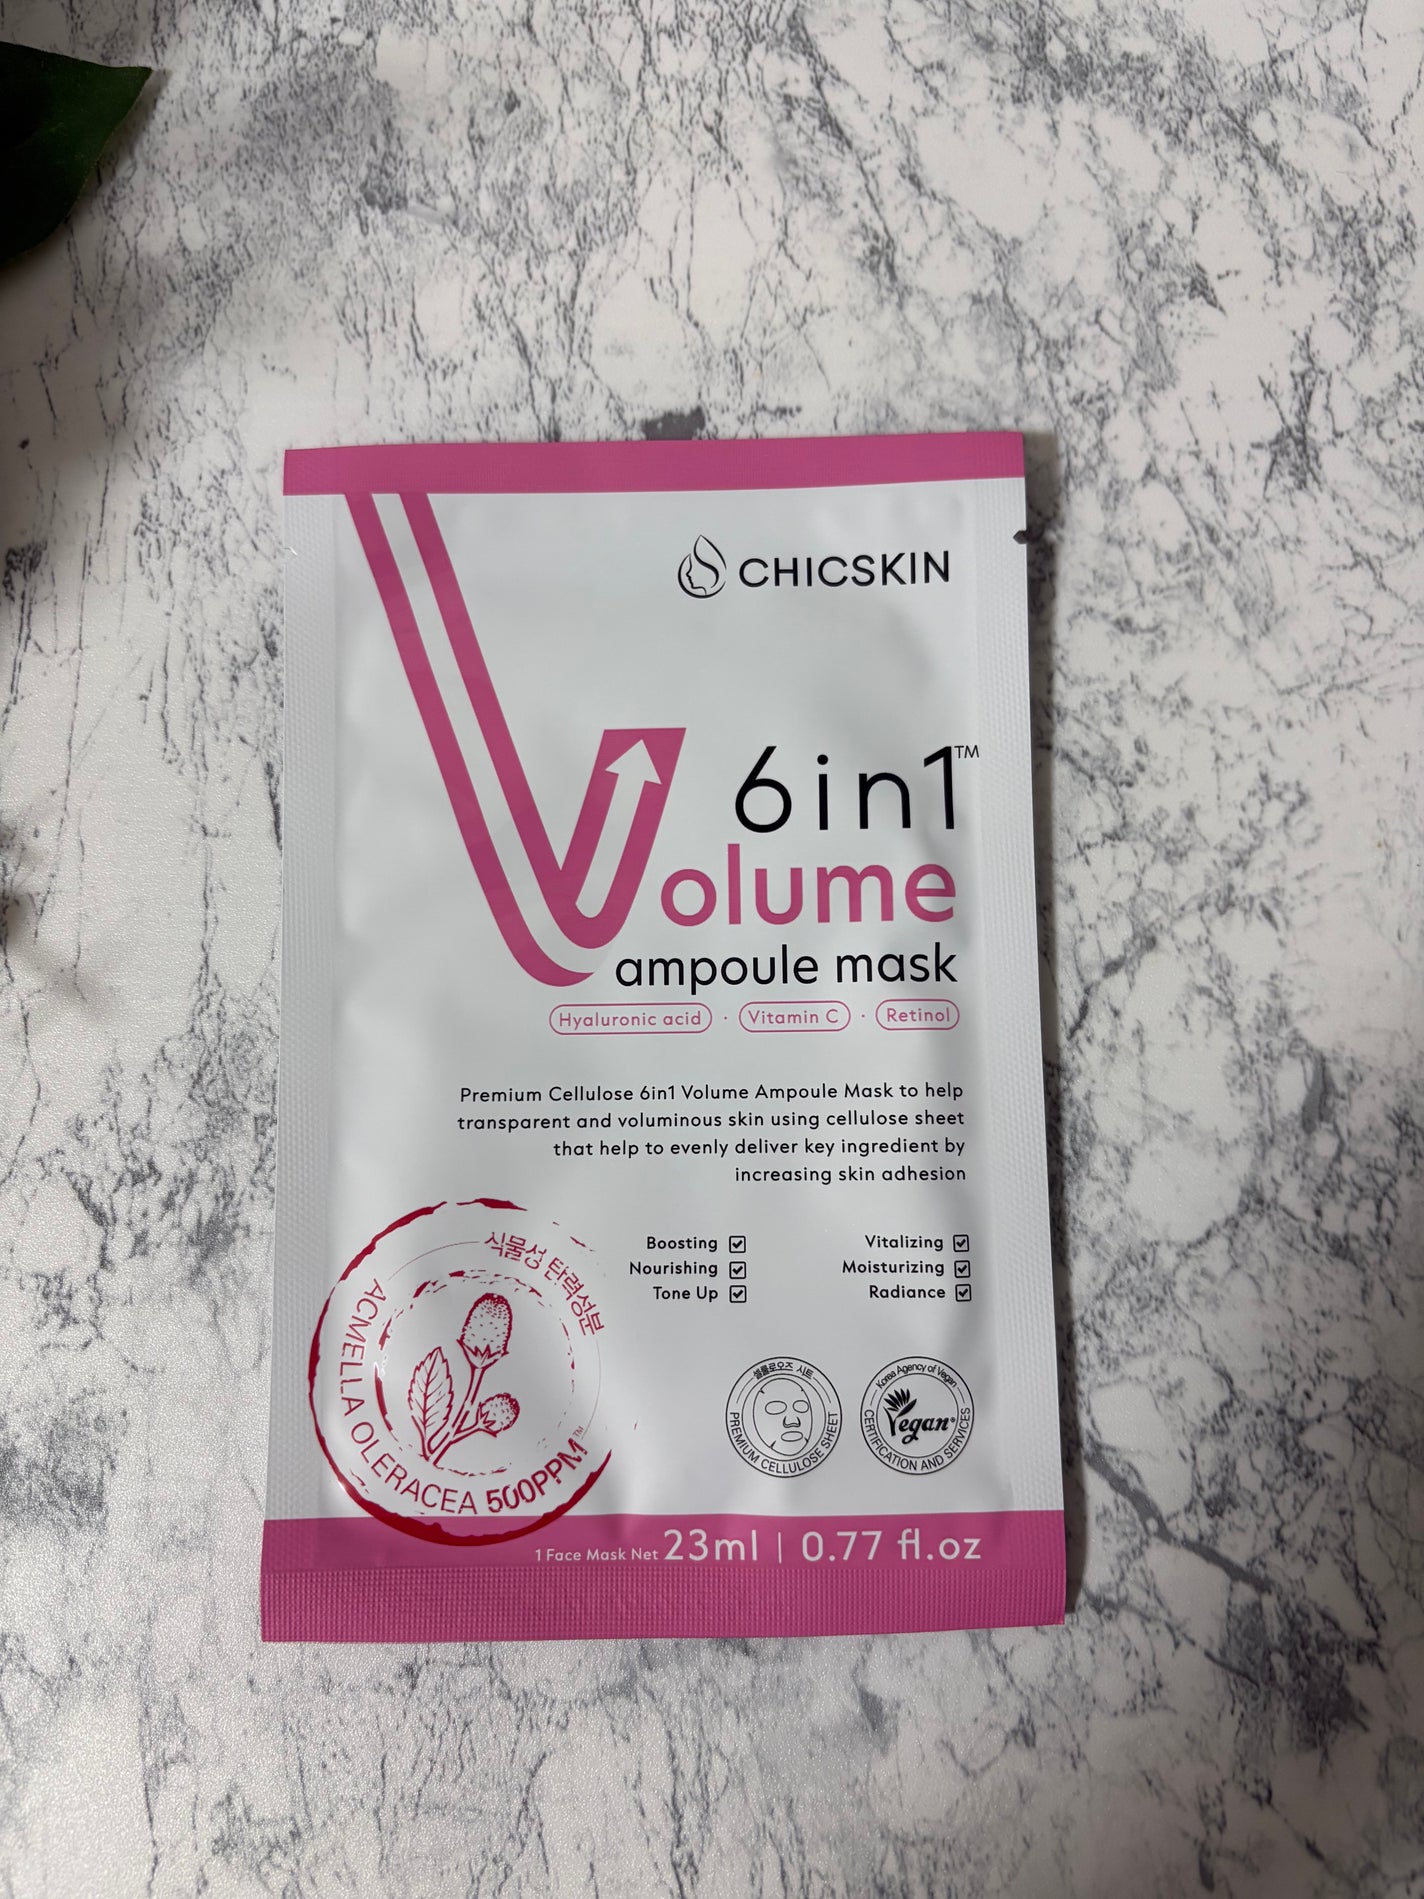 CHICSKIN
6in1™
Volume
ampoule mask
Hyaluronic acid · Vitamin C · Retinol
Premium Cellulose 6in1 Volume Ampoule Mask to help
transparent and voluminous skin using cellulose sheet
that help to evenly deliver key ingredient by
increasing skin adhesion
Boosting Vitalizing
Nourishing Moisturizing
Tone Up Radiance
식물성 탄력성분
ACMELLA OLERACEA 500PPM™
셀룰로오즈 시트
PREMIUM CELLULOSE SHEET
Korea Agency of Vegan
Vegan®
CERTIFICATION AND SERVICES
1 Face Mask Net 23ml | 0.77 fl.oz